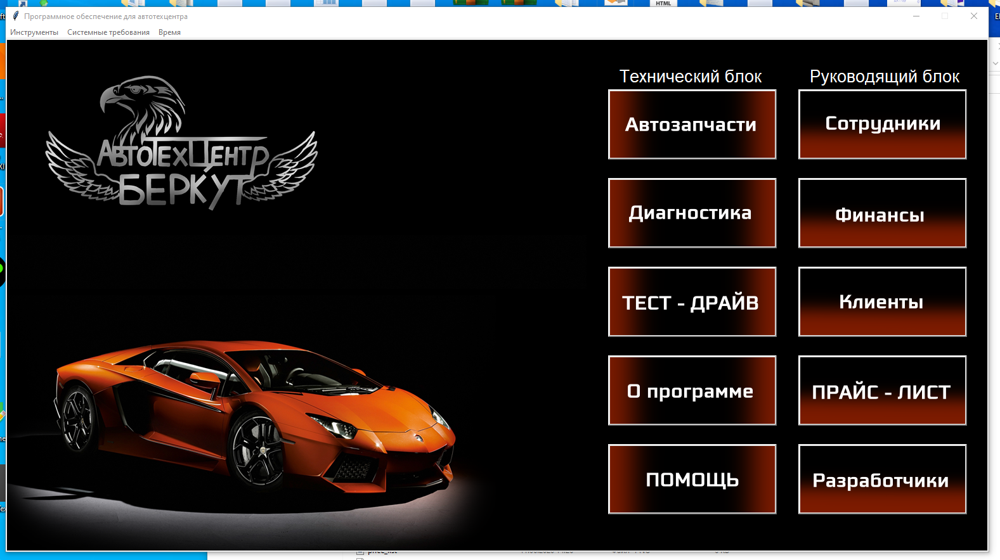 HTML
Программное обеспечение для автотехцентра
Инструменты Системные требования Время
Технический блок Руководящий блок
АвтоТехЦентр
БЕРКУТ
Автозапчасти Сотрудники
Диагностика Финансы
ТЕСТ - ДРАЙВ Клиенты
О программе ПРАЙС - ЛИСТ
ПОМОЩЬ Разработчики